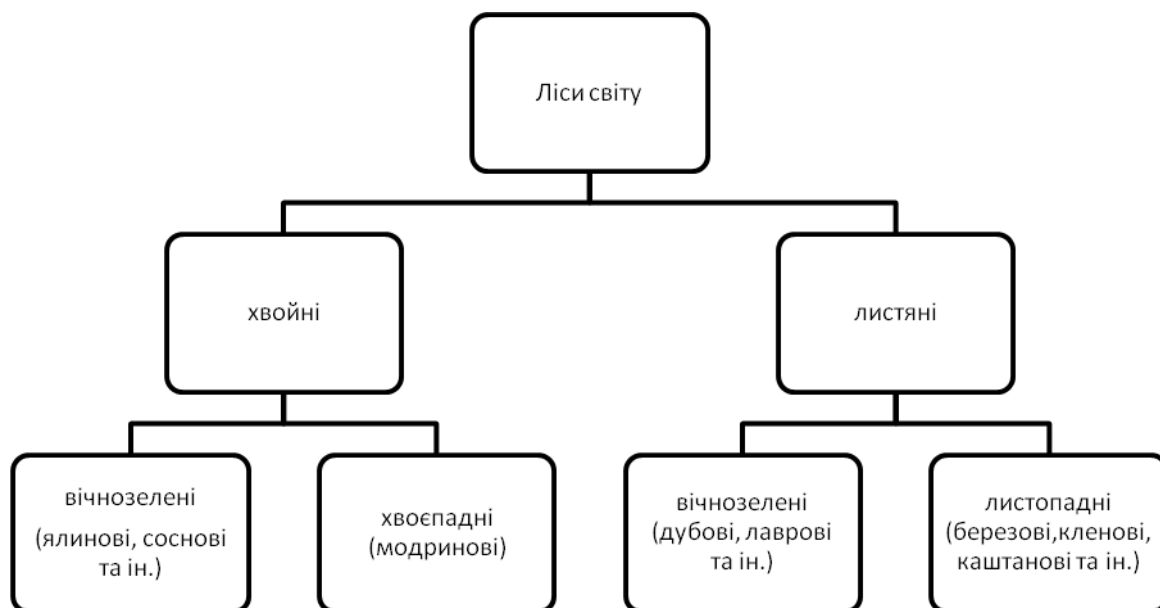 Ліси світу
хвойні
листяні
вічнозелені
(ялинові, соснові
та ін.)
хвоєпадні
(модринові)
вічнозелені
(дубові, лаврові
та ін.)
листопадні
(березові,кленові,
каштанові та ін.)